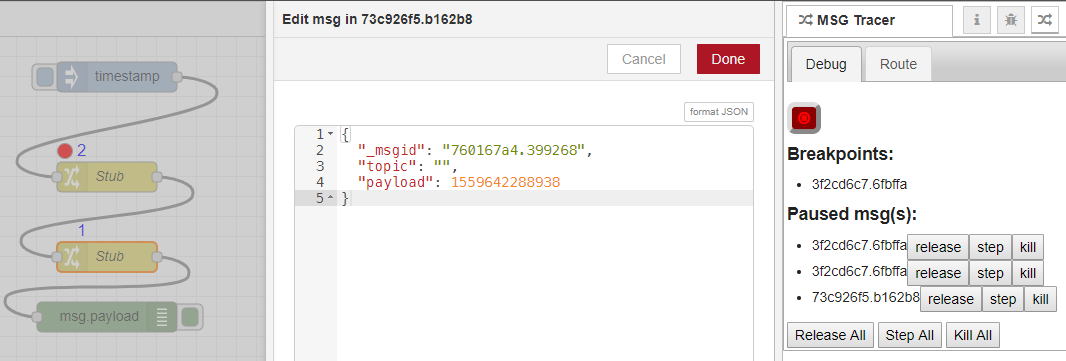 timestamp
2
Stub
1
Stub
msg.payload
Edit msg in 73c926f5.b162b8
Cancel
Done
format JSON
1 {
2 "_msgid": "760167a4.399268",
3 "topic": "",
4 "payload": 1559642288938
5 }
MSG Tracer
Debug
Route
Breakpoints:
3f2cd6c7.6fbffa
Paused msg(s):
3f2cd6c7.6fbffa release step kill
3f2cd6c7.6fbffa release step kill
73c926f5.b162b8 release step kill
Release All Step All Kill All